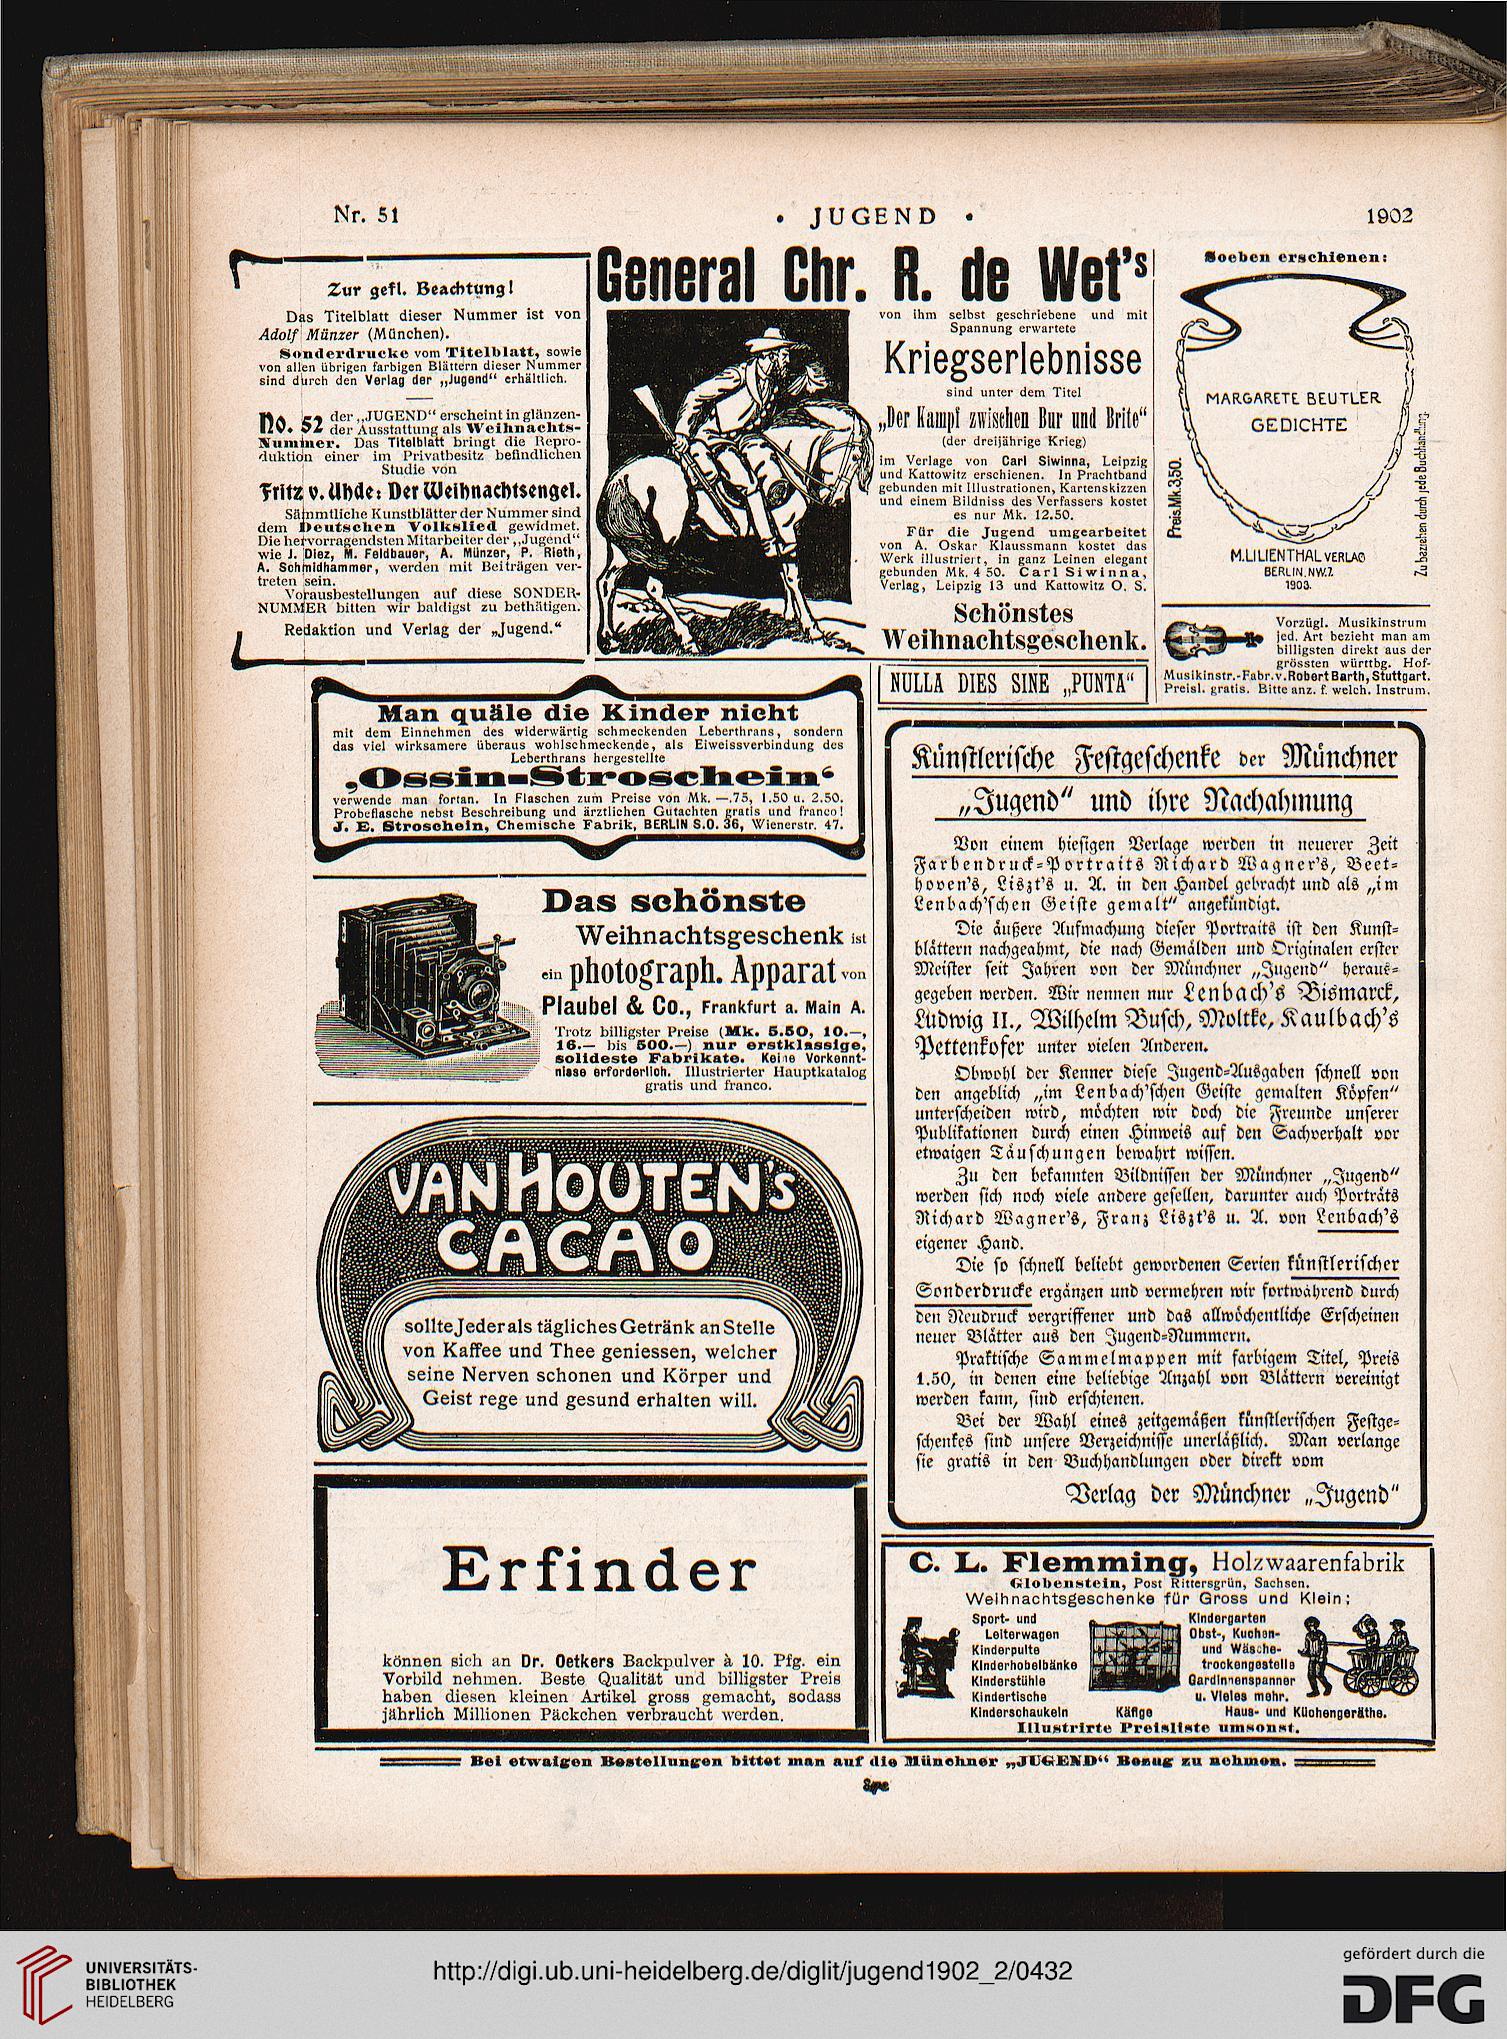 Nr. 51
• JUGEND •
1902
Zur gefl. Beachtung!
Das Titelblatt dieser Nummer ist von
Adolf Münzer (München).
Sonderdrucke vom Titelblatt, sowie
von allen übrigen farbigen Blättern dieser Nummer
sind durch den Verlag der „Jugend“ erhältlich.
No. 52 der „JUGEND“ erscheint in glänzen-
der Ausstattung als Weihnachts-
Nummer. Das Titelblatt bringt die Repro-
duktion einer im Privatbesitz befindlichen
Studie von
Fritz v. Uhde: Der Weihnachtsengel.
Sämmtliche Kunstblätter der Nummer sind
dem Deutschen Volkslied gewidmet.
Die hervorragendsten Mitarbeiter der „Jugend“
wie J. Diez, M. Feldbauer, A. Münzer, P. Rieth,
A. Schmidhammer, werden mit Beiträgen ver-
treten sein.
Vorausbestellungen auf diese SONDER-
NUMMER bitten wir baldigst zu bethätigen.
Redaktion und Verlag der „Jugend.“
General Chr. R. de Wet's
von ihm selbst geschriebene und mit
Spannung erwartete
Kriegserlebnisse
sind unter dem Titel
„Der Kampf zwischen Bur und Brite“
(der dreijährige Krieg)
im Verlage von Carl Siwinna, Leipzig
und Kattowitz erschienen. In Prachtband
gebunden mit Illustrationen, Kartenskizzen
und einem Bildniss des Verfassers kostet
es nur Mk. 12.50.
Für die Jugend umgearbeitet
von A. Oskar Klaussmann kostet das
Werk illustriert, in ganz Leinen elegant
gebunden Mk. 4 50. Carl Siwinna,
Verlag, Leipzig 13 und Kattowitz O. S.
Schönstes
Weihnachtsgeschenk.
NULLA DIES SINE „PUNTA“
Soeben erschienen:
MARGARETE BEUTLER
GEDICHTE
Preis.Mk.3,50.
Zu beziehen durch jede Buchhandlung.
M.LILIENTHAL VERLAG
BERLIN, NW.7.
1903.
Vorzügl. Musikinstrum
jed. Art bezieht man am
billigsten direkt aus der
grössten württbg. Hof-
Musikinstr.-Fabr.v.Robert Barth, Stuttgart.
Preisl. gratis. Bitte anz. f. welch. Instrum.
Man quäle die Kinder nicht
mit dem Einnehmen des widerwärtig schmeckenden Leberthrans, sondern
das viel wirksamere überaus wohlschmeckende, als Eiweissverbindung des
Leberthrans hergestellte
‚Ossin-Stroschein‘
verwende man fortan. In Flaschen zum Preise von Mk. —.75, 1.50 u. 2.50.
Probeflasche nebst Beschreibung und ärztlichen Gutachten gratis und franco!
J. E. Stroschein, Chemische Fabrik, BERLIN S.O. 36, Wienerstr. 47.
Das schönste
Weihnachtsgeschenk ist
ein photograph. Apparat von
Plaubel & Co., Frankfurt a. Main A.
Trotz billigster Preise (Mk. 5.50, 10.—,
16.— bis 500.—) nur erstklassige,
solideste Fabrikate. Keine Vorkennt-
nisse erforderlich. Illustrierter Hauptkatalog
gratis und franco.
VAN HOUTEN'S
CACAO
sollte Jeder als tägliches Getränk an Stelle
von Kaffee und Thee geniessen, welcher
seine Nerven schonen und Körper und
Geist rege und gesund erhalten will.
Erfinder
können sich an Dr. Oetkers Backpulver à 10. Pfg. ein
Vorbild nehmen. Beste Qualität und billigster Preis
haben diesen kleinen Artikel gross gemacht, sodass
jährlich Millionen Päckchen verbraucht werden.
Künstlerische Festgeschenke der Münchner
„Jugend“ und ihre Nachahmung
Von einem hiesigen Verlage werden in neuerer Zeit
Farbendruck-Portraits Richard Wagner's, Beet-
hoven's, Liszt's u. A. in den Handel gebracht und als „im
Lenbach'schen Geiste gemalt“ angekündigt.
Die äußere Aufmachung dieser Portraits ist den Kunst-
blättern nachgeahmt, die nach Gemälden und Originalen erster
Meister seit Jahren von der Münchner „Jugend“ heraus-
gegeben werden. Wir nennen nur Lenbach's Bismarck,
Ludwig II., Wilhelm Busch, Moltke, Kaulbach's
Pettenkofer unter vielen Anderen.
Obwohl der Kenner diese Jugend-Ausgaben schnell von
den angeblich „im Lenbach'schen Geiste gemalten Köpfen“
unterscheiden wird, möchten wir doch die Freunde unserer
Publikationen durch einen Hinweis auf den Sachverhalt vor
etwaigen Täuschungen bewahrt wissen.
Zu den bekannten Bildnissen der Münchner „Jugend“
werden sich noch viele andere gesellen, darunter auch Porträts
Richard Wagner's, Franz Liszt's u. A. von Lenbach's
eigener Hand.
Die so schnell beliebt gewordenen Serien künstlerischer
Sonderdrucke ergänzen und vermehren wir fortwährend durch
den Neudruck vergriffener und das allwöchentliche Erscheinen
neuer Blätter aus den Jugend-Nummern.
Praktische Sammelmappen mit farbigem Titel, Preis
1.50, in denen eine beliebige Anzahl von Blättern vereinigt
werden kann, sind erschienen.
Bei der Wahl eines zeitgemäßen künstlerischen Festge-
schenkes sind unsere Verzeichnisse unerläßlich. Man verlange
sie gratis in den Buchhandlungen oder direkt vom
Verlag der Münchner „Jugend“
C. L. Flemming, Holzwaarenfabrik
Globenstein, Post Rittersgrün, Sachsen.
Weihnachtsgeschenke für Gross und Klein:
Sport- und
Leiterwagen
Kinderpulte
Kinderhobelbänke
Kinderstühle
Kindertische
Kinderschaukeln
Käfige
Kindergarten
Obst-, Kuchen-
und Wäsche-
trockengestelle
Gardinnenspanner
u. Vieles mehr.
Haus- und Küchengeräthe.
Illustrirte Preisliste umsonst.
Bei etwaigen Bestellungen bittet man auf die Münchner „JUGEND“ Bezug zu nehmen.
UNIVERSITÄTS-
BIBLIOTHEK
HEIDELBERG
http://digi.ub.uni-heidelberg.de/diglit/jugend1902_2/0432
gefördert durch die
DFG